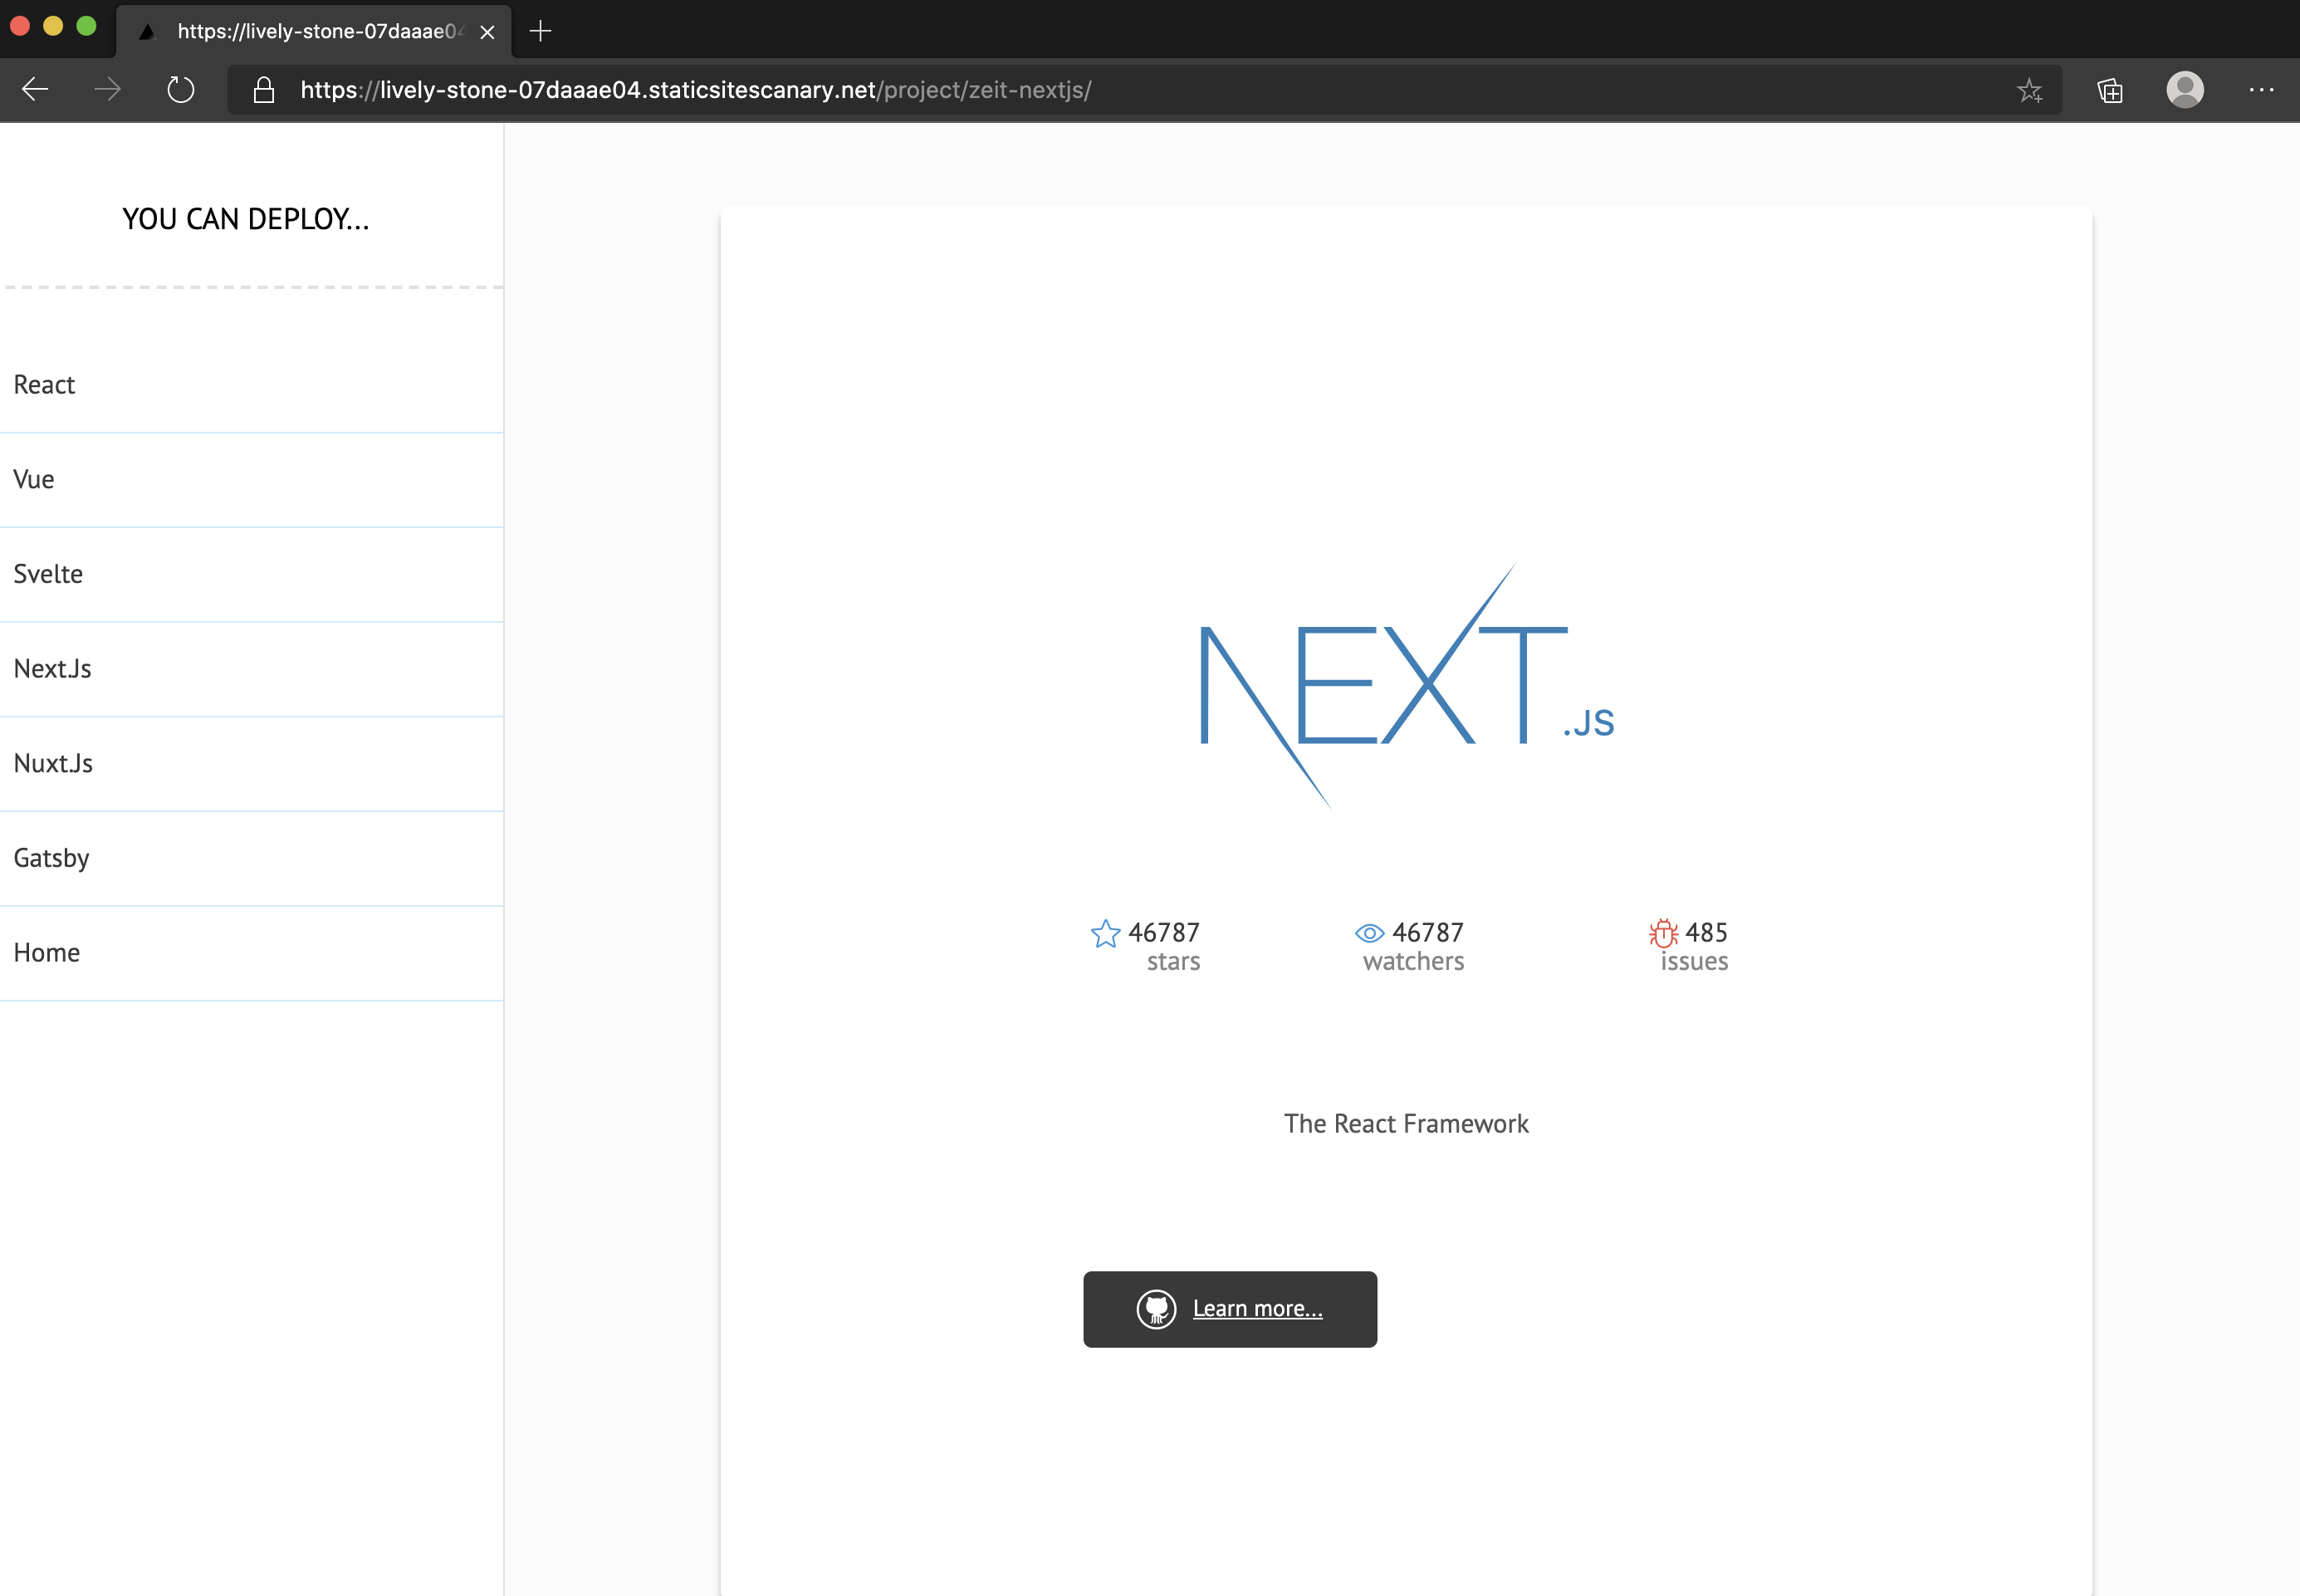 https://lively-stone-07daaae04
https://lively-stone-07daaae04.staticsitescanary.net/project/zeit-nextjs/
YOU CAN DEPLOY...
React
Vue
Svelte
Next.Js
Nuxt.Js
Gatsby
Home
NEXT.JS
46787 stars
46787 watchers
485 issues
The React Framework
Learn more...